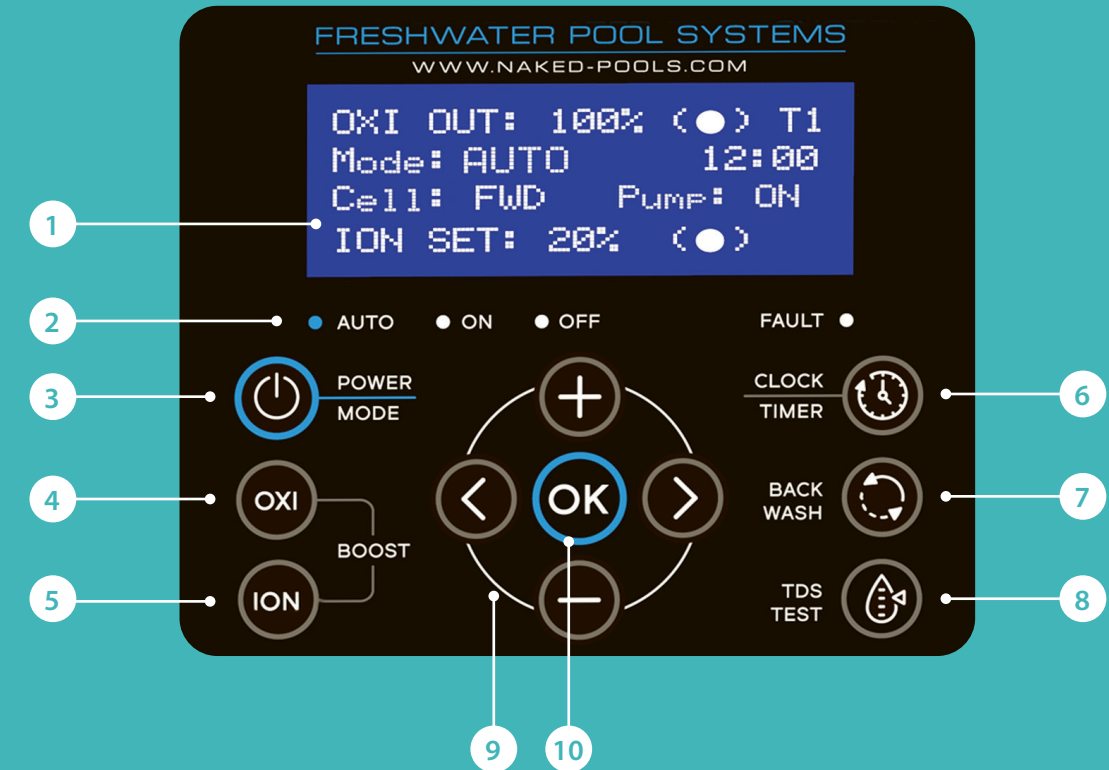 FRESHWATER POOL SYSTEMS
WWW.NAKED-POOLS.COM
OXI OUT: 100% (●) T1
Mode: AUTO 12:00
Cell: FWD Pump: ON
ION SET: 20% (●)
1
2
AUTO ON OFF FAULT
3
POWER
MODE
CLOCK
TIMER
6
4
OXI
OK
BACK
WASH
7
BOOST
5
ION
TDS
TEST
8
9
10